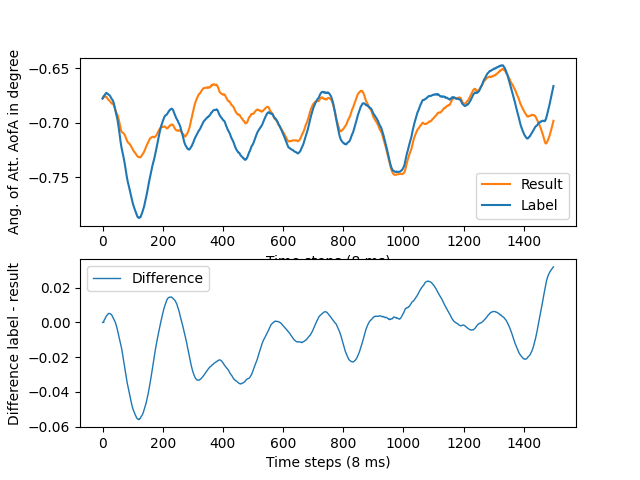 Ang. of Att. AofA in degree
−0.65
−0.70
−0.75
Result
Label
0 200 400 600 800 1000 1200 1400
Time steps (8 ms)
Difference label - result
0.02
0.00
−0.02
−0.04
−0.06
Difference
0 200 400 600 800 1000 1200 1400
Time steps (8 ms)